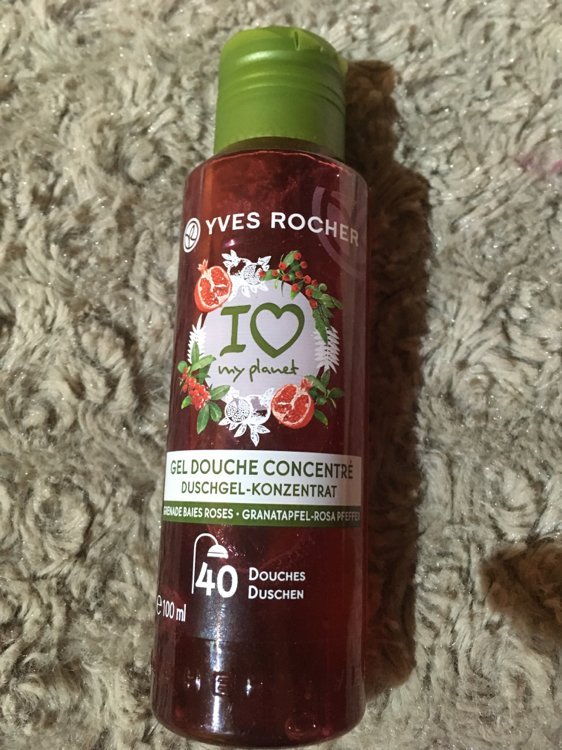 YVES ROCHER
I ♡
my planet
GEL DOUCHE CONCENTRÉ
DUSCHGEL-KONZENTRAT
GRENADE BAIES ROSES • GRANATAPFEL-ROSA PFEFFER
40 DOUCHES
DUSCHEN
℮ 100 ml